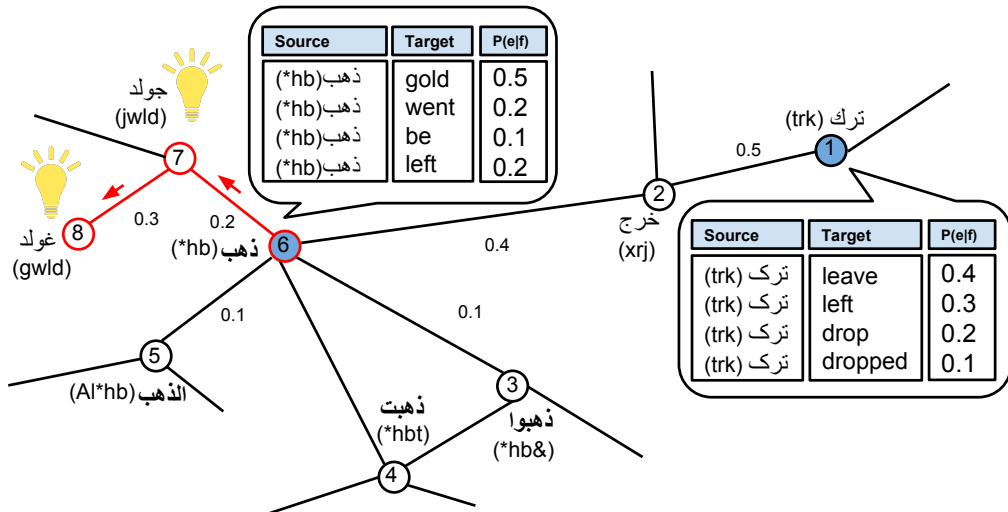 Source Target P(e|f)
ذهب(*hb) gold 0.5
ذهب(*hb) went 0.2
ذهب(*hb) be 0.1
ذهب(*hb) left 0.2
جولد
(jwld)
ترك (trk)
7
1
0.5
2
خرج
(xrj)
8
0.3
0.2
غولد
(gwld)
ذهب (*hb)
6
0.4
Source Target P(e|f)
ترك (trk) leave 0.4
ترك (trk) left 0.3
ترك (trk) drop 0.2
ترك (trk) dropped 0.1
0.1
0.1
5
الذهب (Al*hb)
3
ذهبوا
(*hb&)
ذهبت
(*hbt)
4